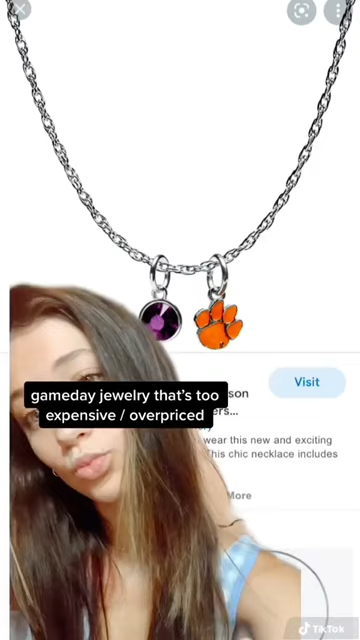 Visit
son
gameday jewelry that's too
expensive / overpriced
ers...
wear this new and exciting
This chic necklace includes
More
TikTok